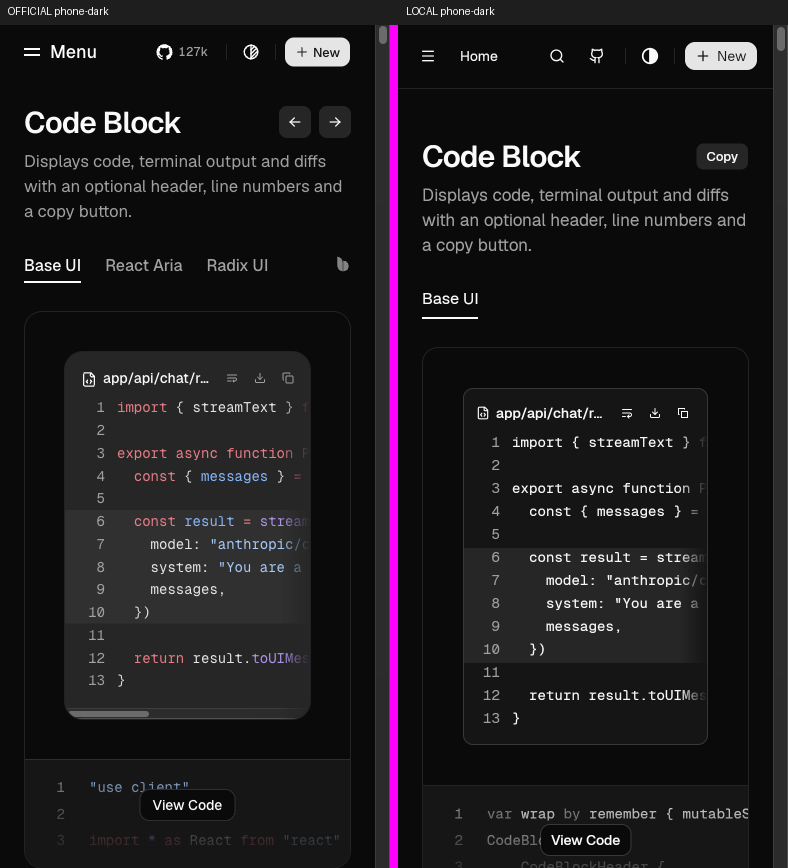 OFFICIAL phone-dark
Menu
127k
New
Code Block
Displays code, terminal output and diffs
with an optional header, line numbers and
a copy button.
Base UI React Aria Radix UI
app/api/chat/r...
1 import { streamText } f
2
3 export async function P
4 const { messages } =
5
6 const result = stream
7 model: "anthropic/c
8 system: "You are a
9 messages,
10 })
11
12 return result.toUIMes
13 }
1 "use client"
View Code
2
3 import * as React from "react"
LOCAL phone-dark
Home
New
Code Block
Copy
Displays code, terminal output and diffs
with an optional header, line numbers and
a copy button.
Base UI
app/api/chat/r...
1 import { streamText } f
2
3 export async function P
4 const { messages } =
5
6 const result = stream
7 model: "anthropic/c
8 system: "You are a
9 messages,
10 })
11
12 return result.toUIMes
13 }
1 var wrap by remember { mutableS
2 CodeBl
View Code
3 CodeBlockHeader {